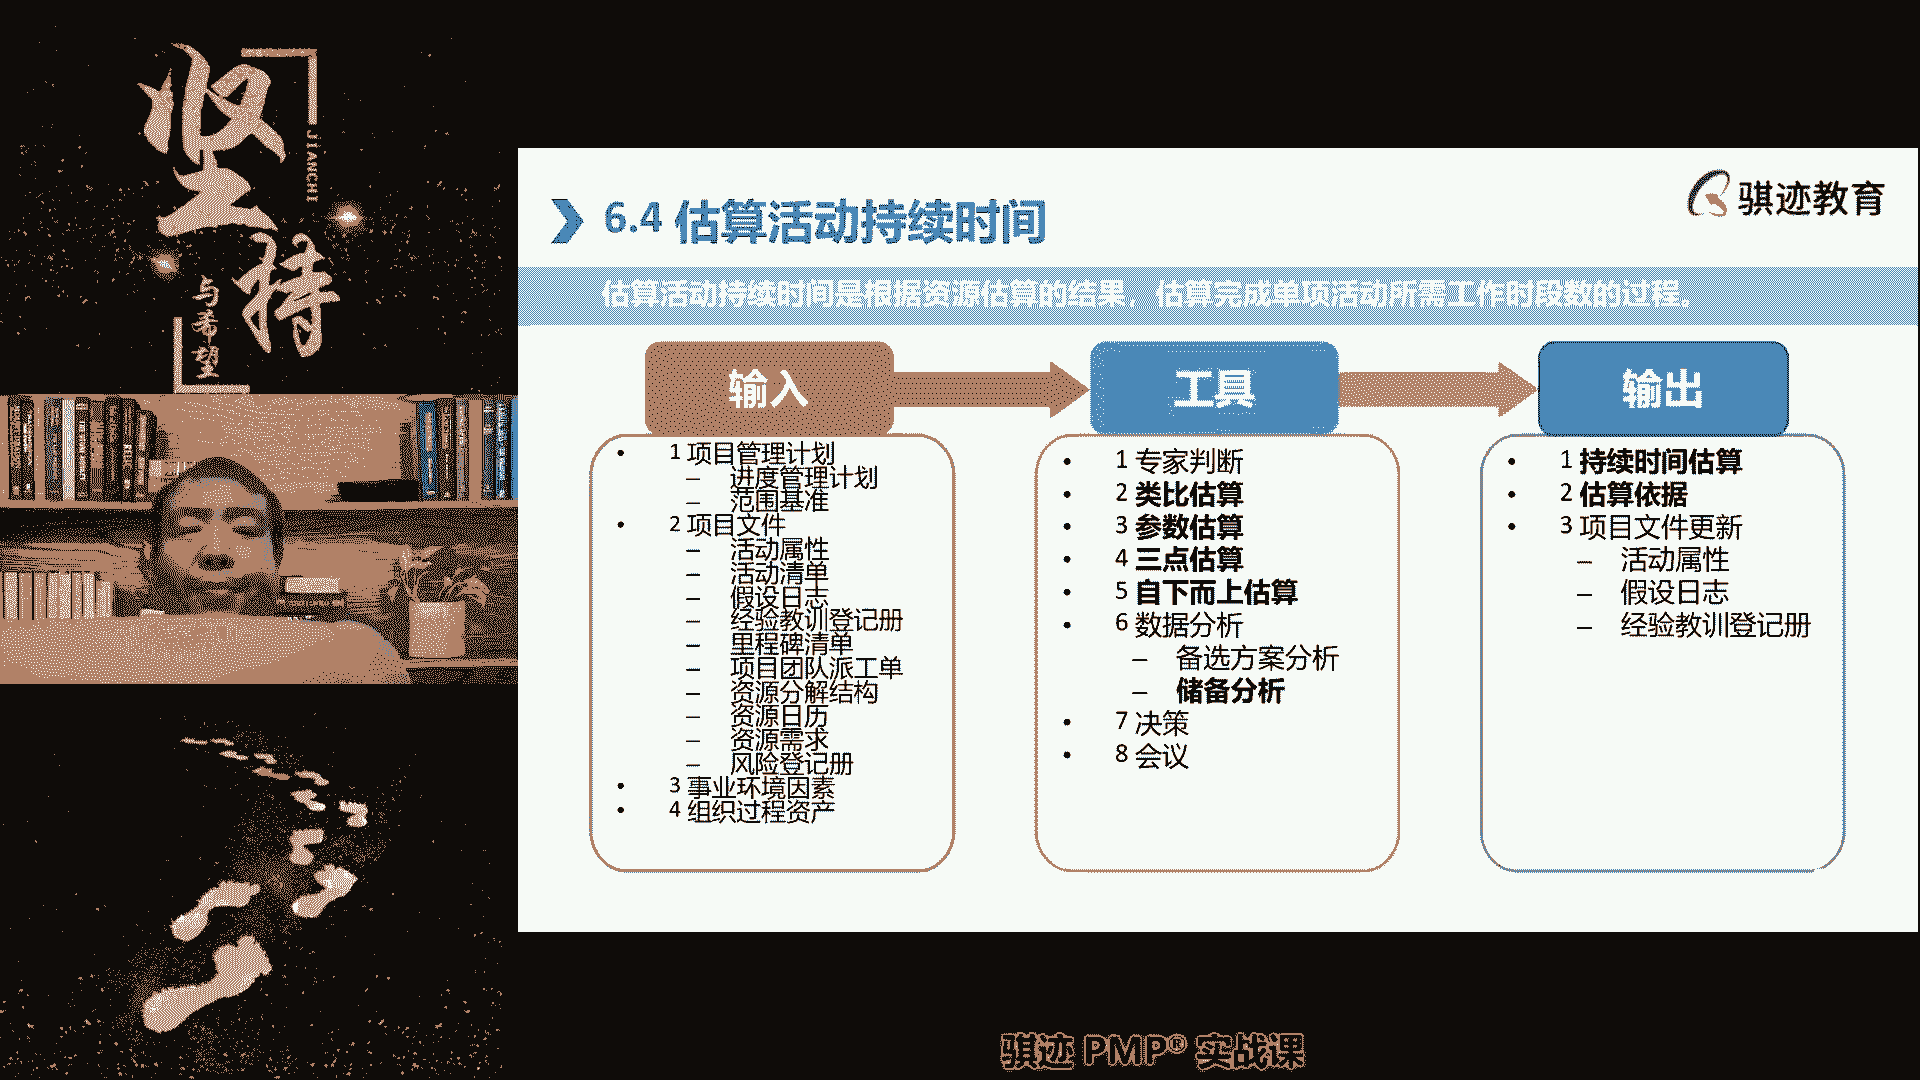 坚
持
JIANCHI
与希望
骐迹教育
6.4 估算活动持续时间
估算活动持续时间是根据资源估算的结果，估算完成单项活动所需工作时段数的过程。
输入
• 1 项目管理计划
– 进度管理计划
– 范围基准
• 2 项目文件
– 活动属性
– 活动清单
– 假设日志
– 经验教训登记册
– 里程碑清单
– 项目团队派工单
– 资源分解结构
– 资源日历
– 资源需求
– 风险登记册
• 3 事业环境因素
• 4 组织过程资产
工具
• 1 专家判断
• 2 类比估算
• 3 参数估算
• 4 三点估算
• 5 自下而上估算
• 6 数据分析
– 备选方案分析
– 储备分析
• 7 决策
• 8 会议
输出
• 1 持续时间估算
• 2 估算依据
• 3 项目文件更新
– 活动属性
– 假设日志
– 经验教训登记册
骐迹 PMP® 实战课